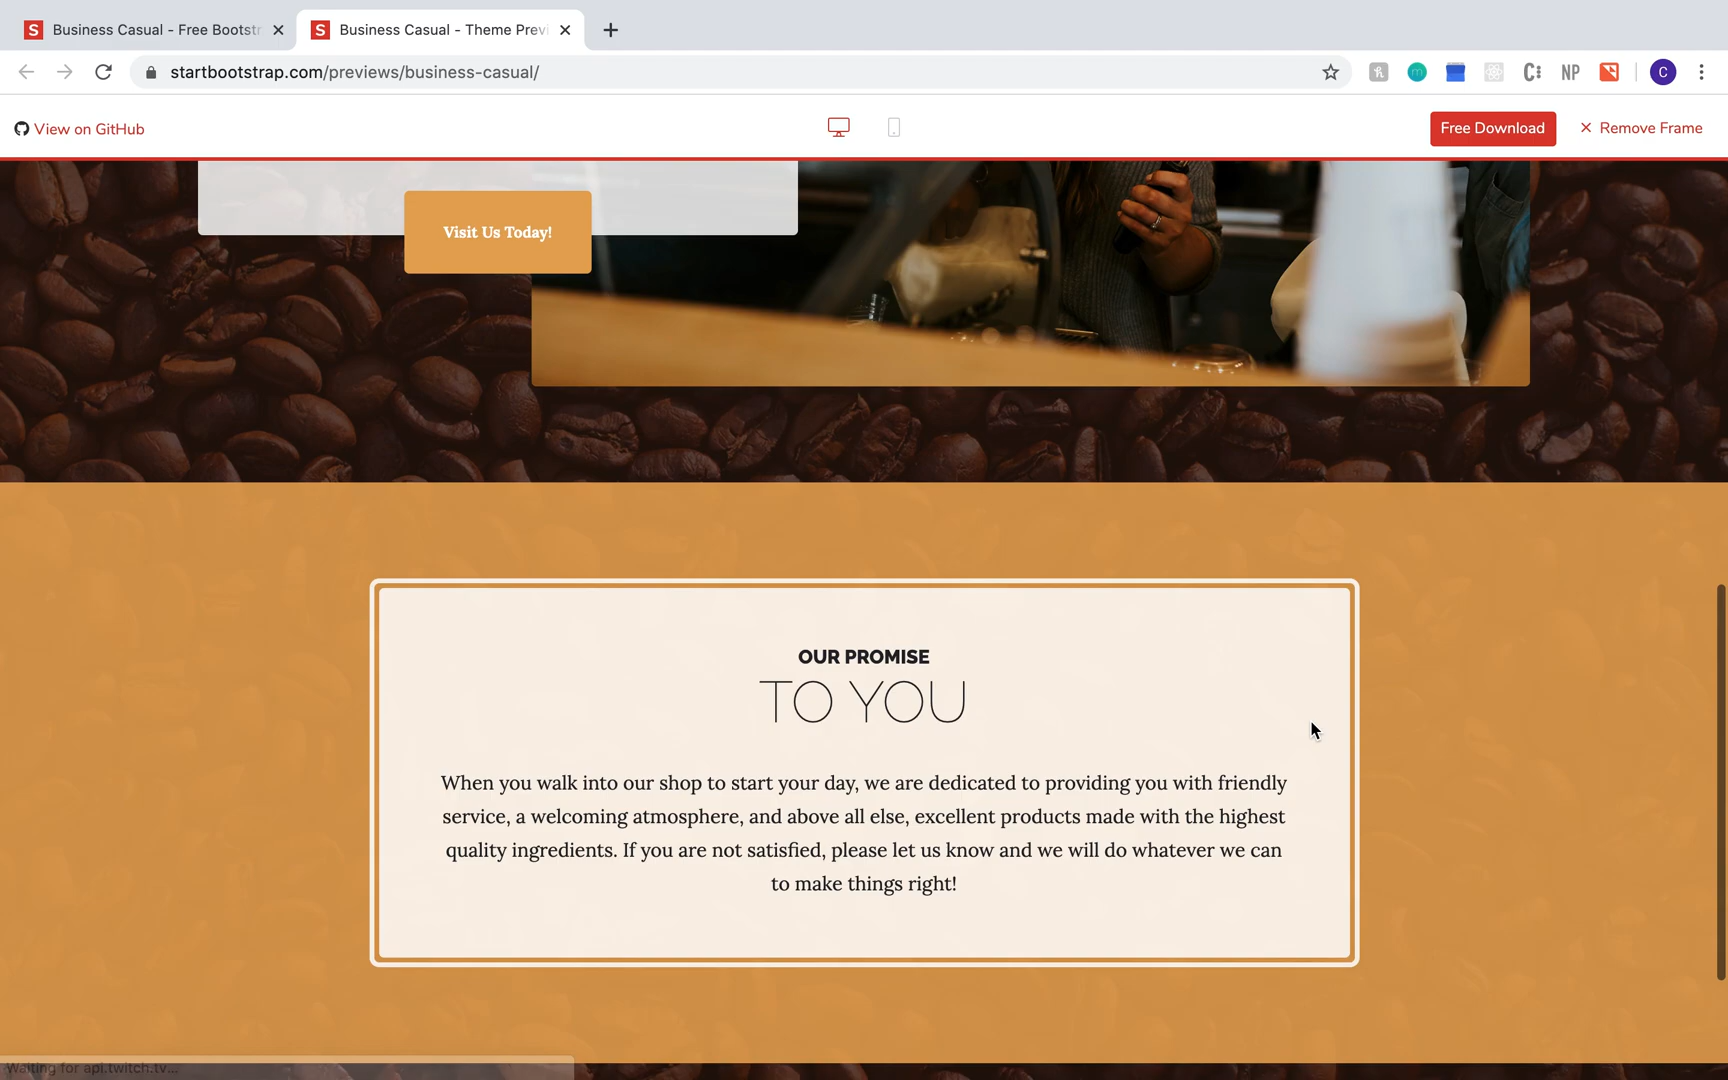 Business Casual - Free Bootst
Business Casual - Theme Previ
startbootstrap.com/previews/business-casual/
NP
C
View on GitHub
Free Download
Remove Frame
Visit Us Today!
OUR PROMISE
TO YOU
When you walk into our shop to start your day, we are dedicated to providing you with friendly
service, a welcoming atmosphere, and above all else, excellent products made with the highest
quality ingredients. If you are not satisfied, please let us know and we will do whatever we can
to make things right!
Waiting for api.twitch.tv...